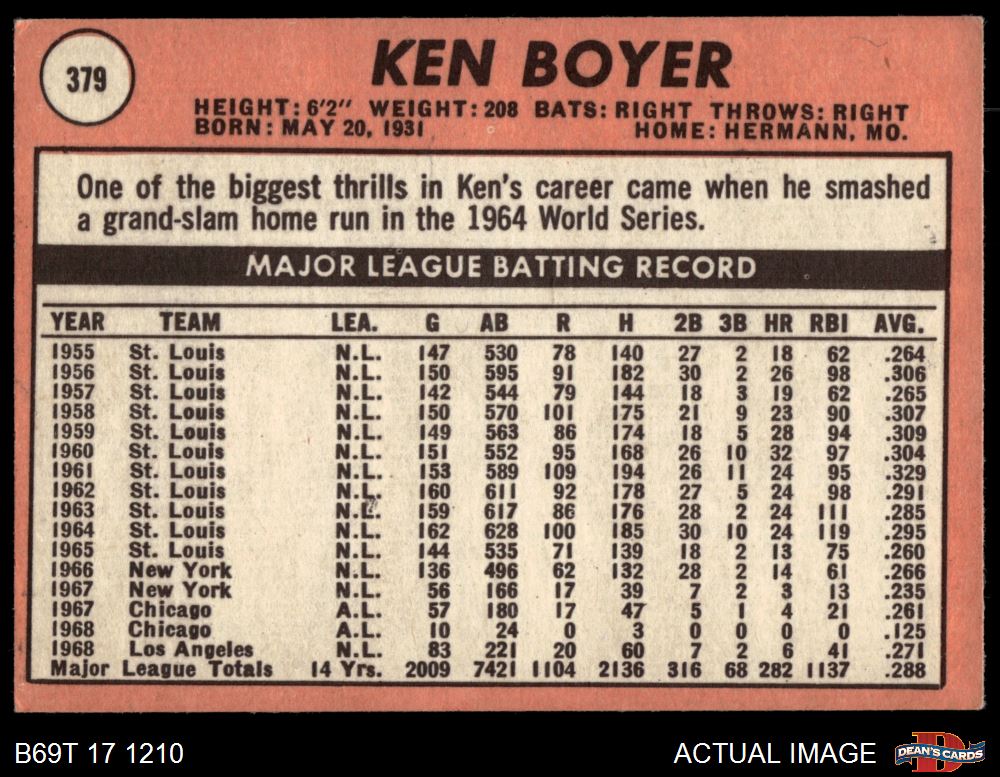 379
KEN BOYER
HEIGHT: 6'2" WEIGHT: 208 BATS: RIGHT THROWS: RIGHT
BORN: MAY 20, 1931 HOME: HERMANN, MO.
One of the biggest thrills in Ken's career came when he smashed
a grand-slam home run in the 1964 World Series.
MAJOR LEAGUE BATTING RECORD
YEAR TEAM LEA. G AB R H 2B 3B HR RBI AVG.
1955 St. Louis N.L. 147 530 78 140 27 2 18 62 .264
1956 St. Louis N.L. 150 595 91 182 30 2 26 98 .306
1957 St. Louis N.L. 142 544 79 144 18 3 19 62 .265
1958 St. Louis N.L. 150 570 101 175 21 9 23 90 .307
1959 St. Louis N.L. 149 563 86 174 18 5 28 94 .309
1960 St. Louis N.L. 151 552 95 168 26 10 32 97 .304
1961 St. Louis N.L. 153 589 109 194 26 11 24 95 .329
1962 St. Louis N.L. 160 611 92 178 27 5 24 98 .291
1963 St. Louis N.L. 159 617 86 176 28 2 24 111 .285
1964 St. Louis N.L. 162 628 100 185 30 10 24 119 .295
1965 St. Louis N.L. 144 535 71 139 18 2 13 75 .260
1966 New York N.L. 136 496 62 132 28 2 14 61 .266
1967 New York N.L. 56 166 17 39 7 2 3 13 .235
1967 Chicago A.L. 57 180 17 47 5 1 4 21 .261
1968 Chicago A.L. 10 24 0 3 0 0 0 0 .125
1968 Los Angeles N.L. 83 221 20 60 7 2 6 41 .271
Major League Totals 14 Yrs. 2009 7421 1104 2136 316 68 282 1137 .288
B69T 17 1210 ACTUAL IMAGE D DEAN'S CARDS